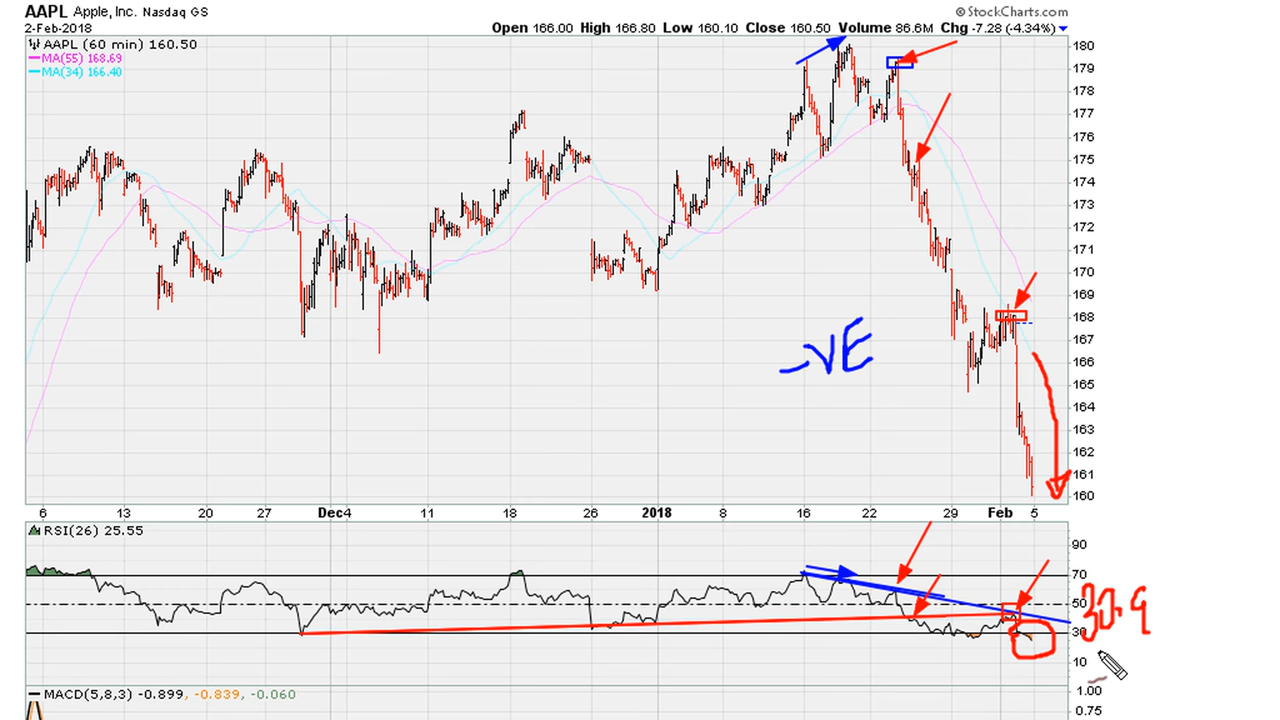 AAPL Apple, Inc. Nasdaq GS
© StockCharts.com
2-Feb-2018
Open 166.00 High 166.80 Low 160.10 Close 160.50 Volume 86.6M Chg -7.28 (-4.34%)
AAPL (60 min) 160.50
MA(55) 168.69
MA(34) 166.40
180
179
178
177
176
175
174
173
172
171
170
169
168
167
166
165
164
163
162
161
160
-VE
6 13 20 27 Dec4 11 18 26 2018 8 16 22 29 Feb 5
RSI(26) 25.55
90
70
50
30
10
30.9
MACD(5,8,3) -0.899, -0.839, -0.060
1.00
0.75